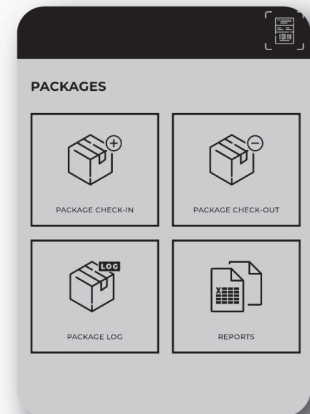 PACKAGES
PACKAGE CHECK-IN
PACKAGE CHECK-OUT
LOG
PACKAGE LOG
X
REPORTS